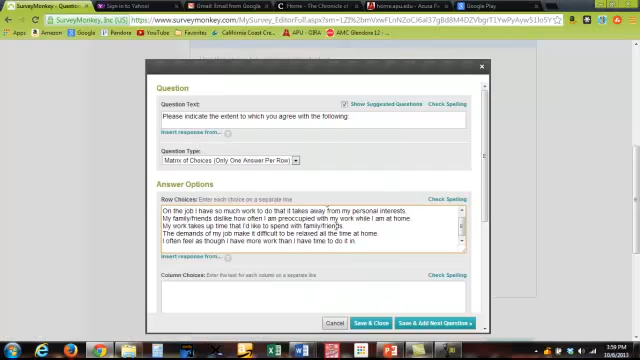 SurveyMonkey - Questio
Sign in to Yahoo!
Gmail: Email from Google
Home - The Chronicle of
home.apu.edu - Azusa
Google Play
SurveyMonkey, Inc [US]
Apps
Amazon
Suggested Sites
YouTube
Facebook
California Coast Cre
APU - GIRA
AMC Glendora 12
Question
Question Text:
Show Suggested Questions
Check Spelling
Please indicate the extent to which you agree with the following:
Insert response from...
Question Type:
Matrix of Choices (Only One Answer Per Row)
Answer Options
Row Choices: Enter each choice on a separate line
Check Spelling
On the job I have so much work to do that it takes away from my personal interests.
My family/friends dislike how often I am preoccupied with my work while I am at home.
My work takes up time that I'd like to spend with family/friends.
The demands of my job make it difficult to be relaxed all the time at home.
I often feel as though I have more work than I have time to do it in.
Insert response from...
Column Choices: Enter the text for each column on a separate line
Check Spelling
Cancel
Save & Close
Save & Add Next Question »
3:59 PM
10/6/2013